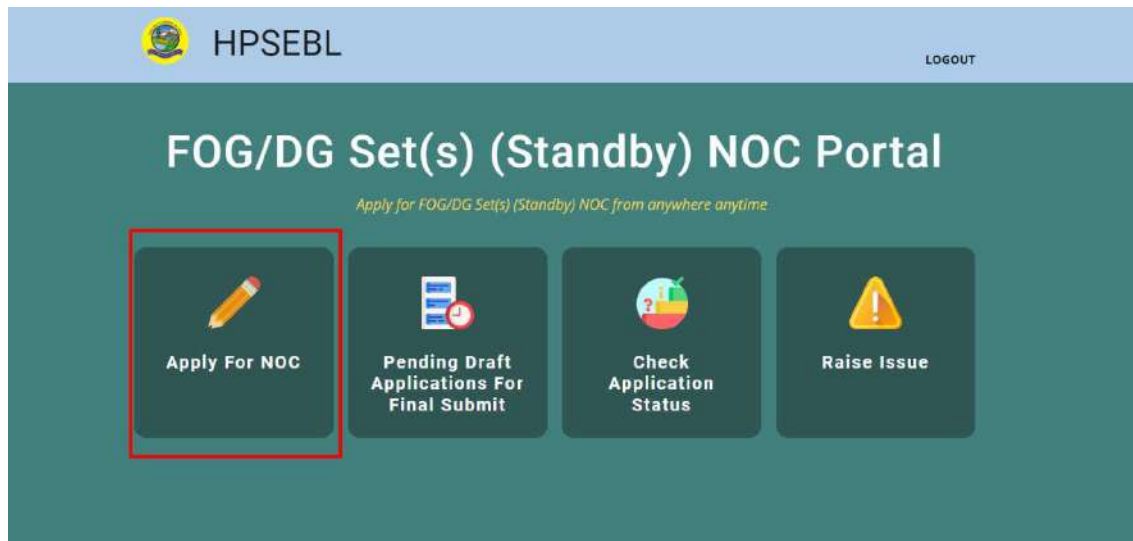 HPSEBL
LOGOUT
FOG/DG Set(s) (Standby) NOC Portal
Apply for FOG/DG Set(s) (Standby) NOC from anywhere anytime
Apply For NOC
Pending Draft
Applications For
Final Submit
Check
Application
Status
Raise Issue